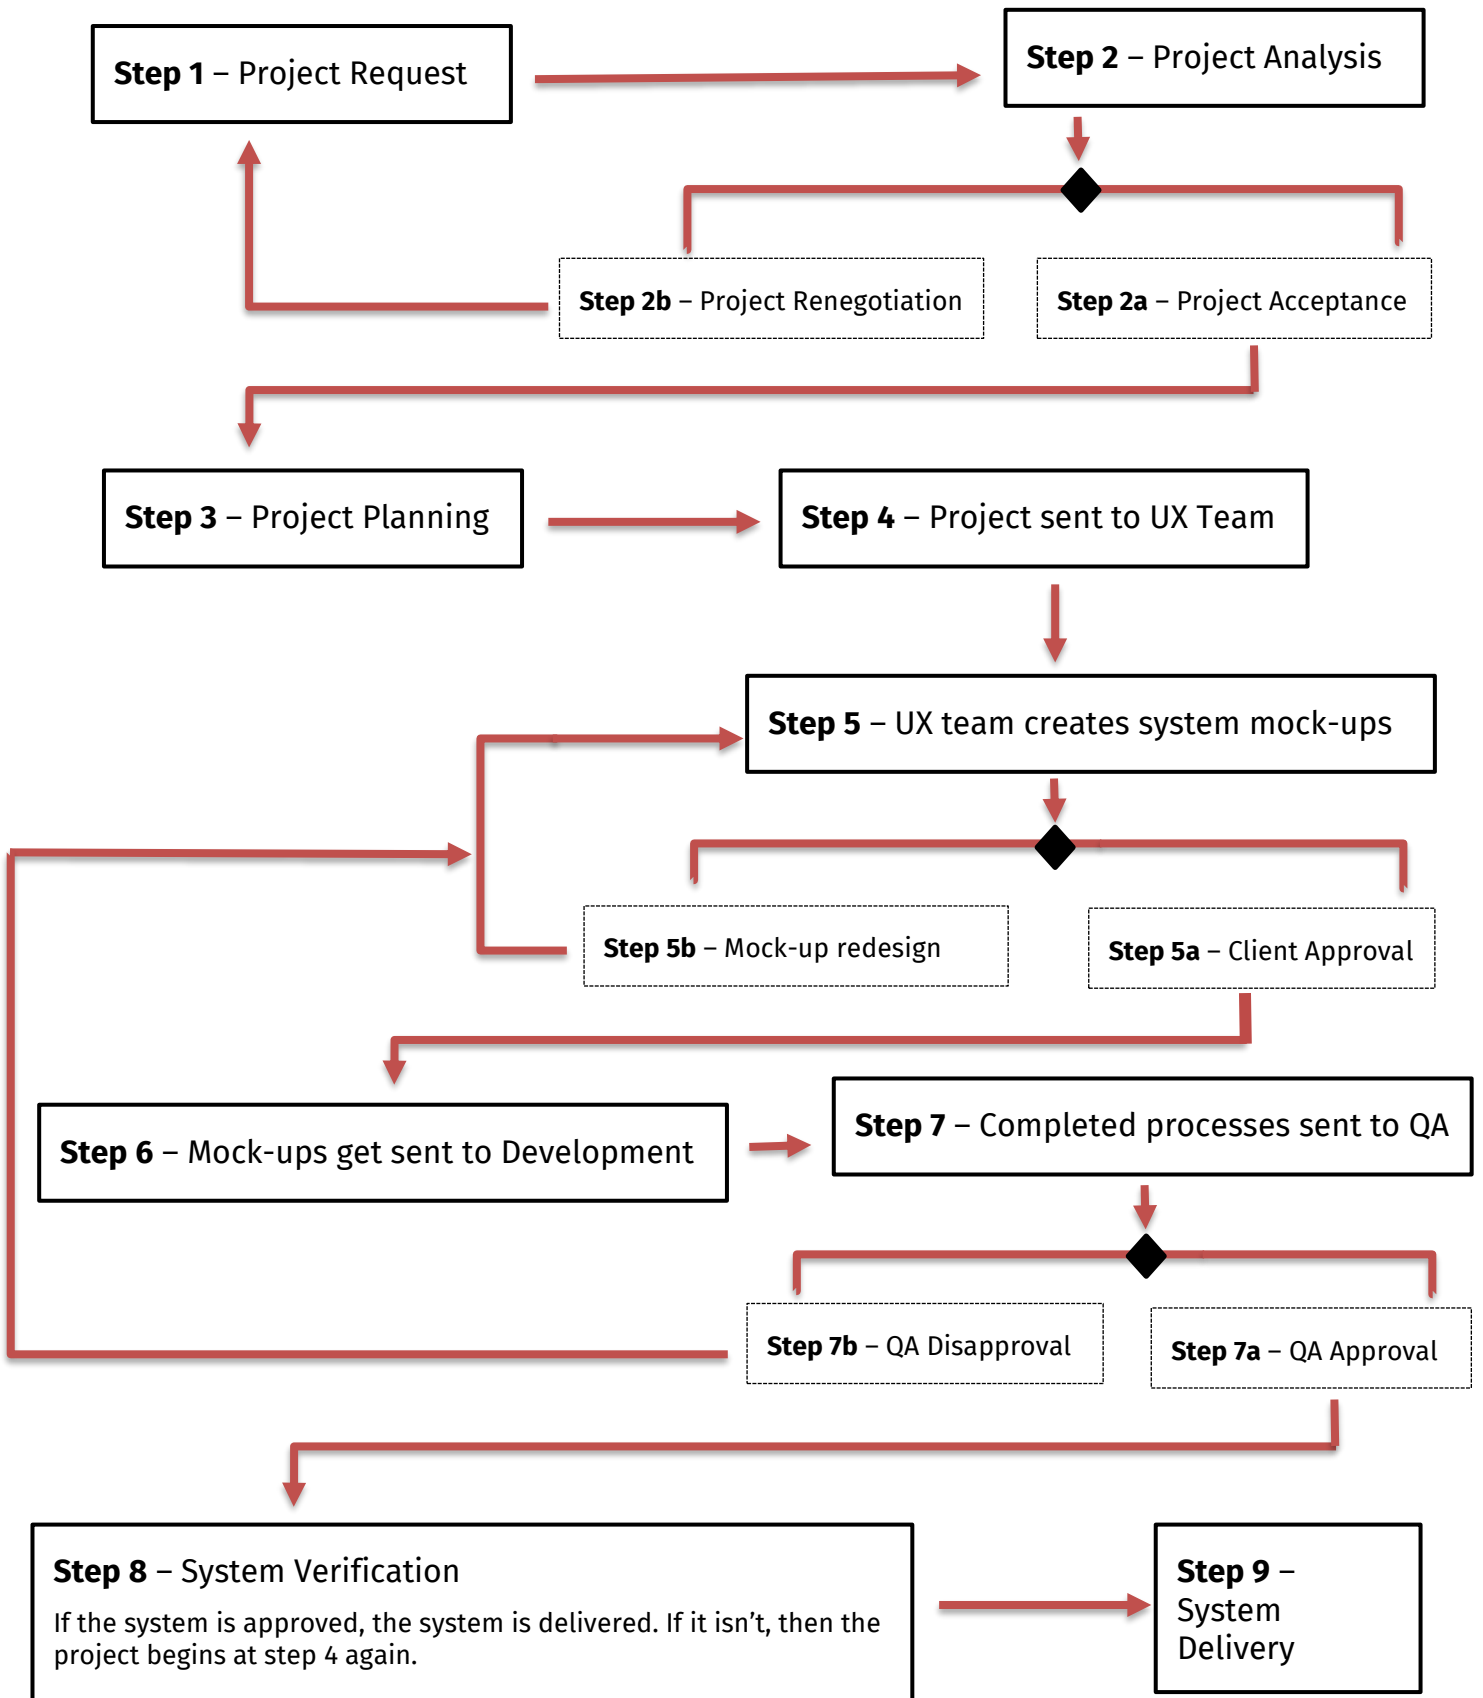 Step 1 – Project Request
Step 2 – Project Analysis
Step 2b – Project Renegotiation
Step 2a – Project Acceptance
Step 3 – Project Planning
Step 4 – Project sent to UX Team
Step 5 – UX team creates system mock-ups
Step 5b – Mock-up redesign
Step 5a – Client Approval
Step 6 – Mock-ups get sent to Development
Step 7 – Completed processes sent to QA
Step 7b – QA Disapproval
Step 7a – QA Approval
Step 8 – System Verification
If the system is approved, the system is delivered. If it isn't, then the
project begins at step 4 again.
Step 9 –
System
Delivery